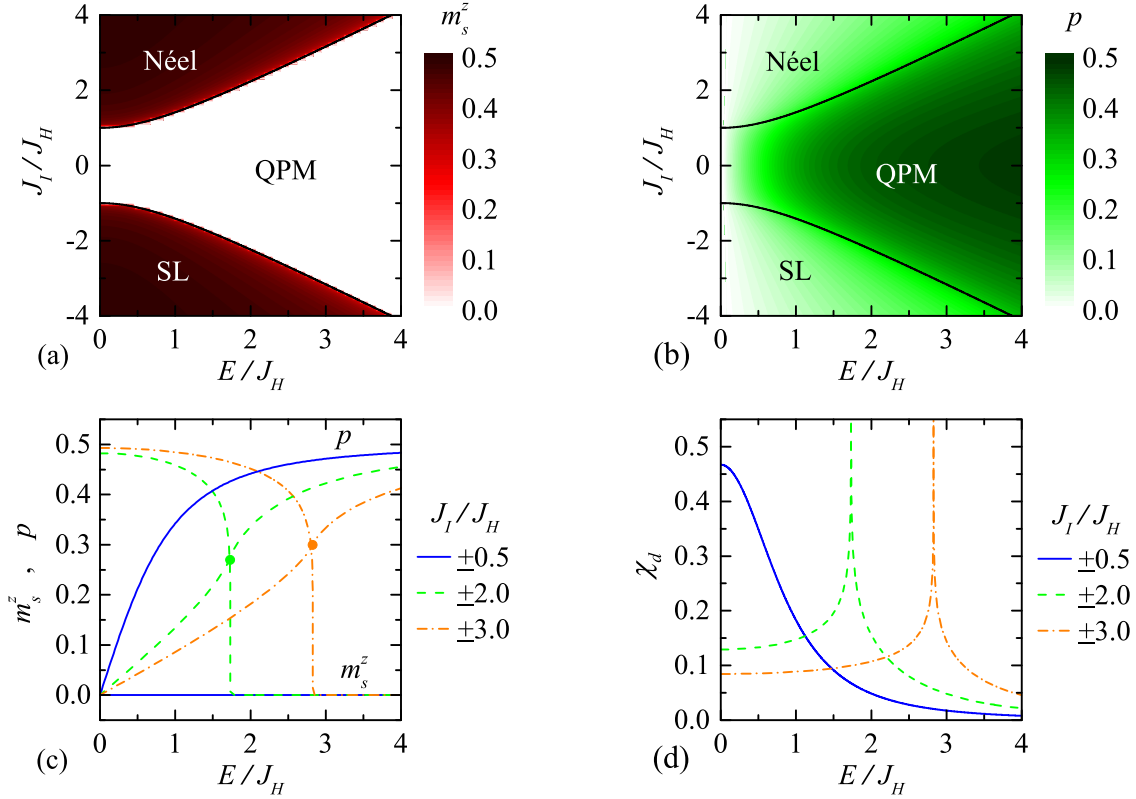 4
2
0
-2
-4
J_I / J_H
Néel
QPM
SL
0 1 2 3 4
E / J_H
(a)
m_s^z
0.5
0.4
0.3
0.2
0.1
0.0
4
2
0
-2
-4
J_I / J_H
Néel
QPM
SL
0 1 2 3 4
E / J_H
(b)
p
0.5
0.4
0.3
0.2
0.1
0.0
0.5
0.4
0.3
0.2
0.1
0.0
m_s^z , p
p
m_s^z
0 1 2 3 4
E / J_H
(c)
J_I / J_H
±0.5
±2.0
±3.0
0.5
0.4
0.3
0.2
0.1
0.0
χ_d
0 1 2 3 4
E / J_H
(d)
J_I / J_H
±0.5
±2.0
±3.0